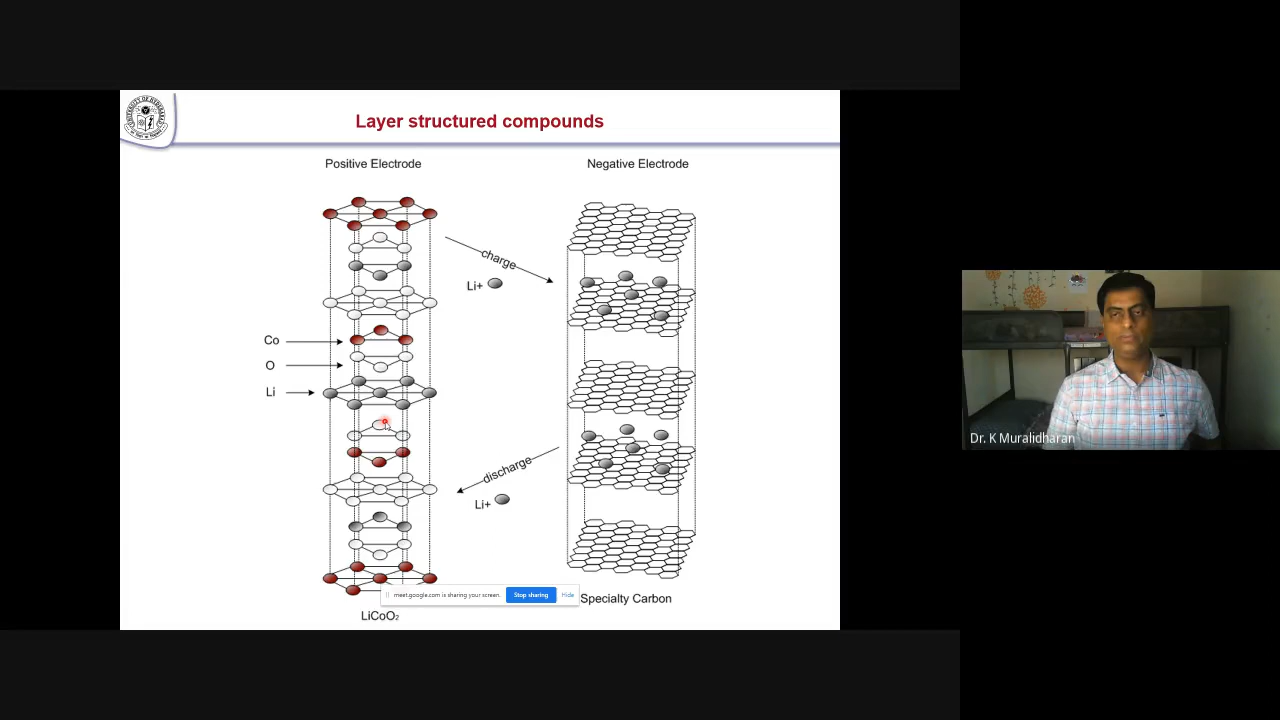 Layer structured compounds
Positive Electrode
Negative Electrode
charge
Li+
Co
O
Li
discharge
Li+
meet.google.com is sharing your screen.
Stop sharing
Hide
Specialty Carbon
LiCoO₂
Dr. K Muralidharan